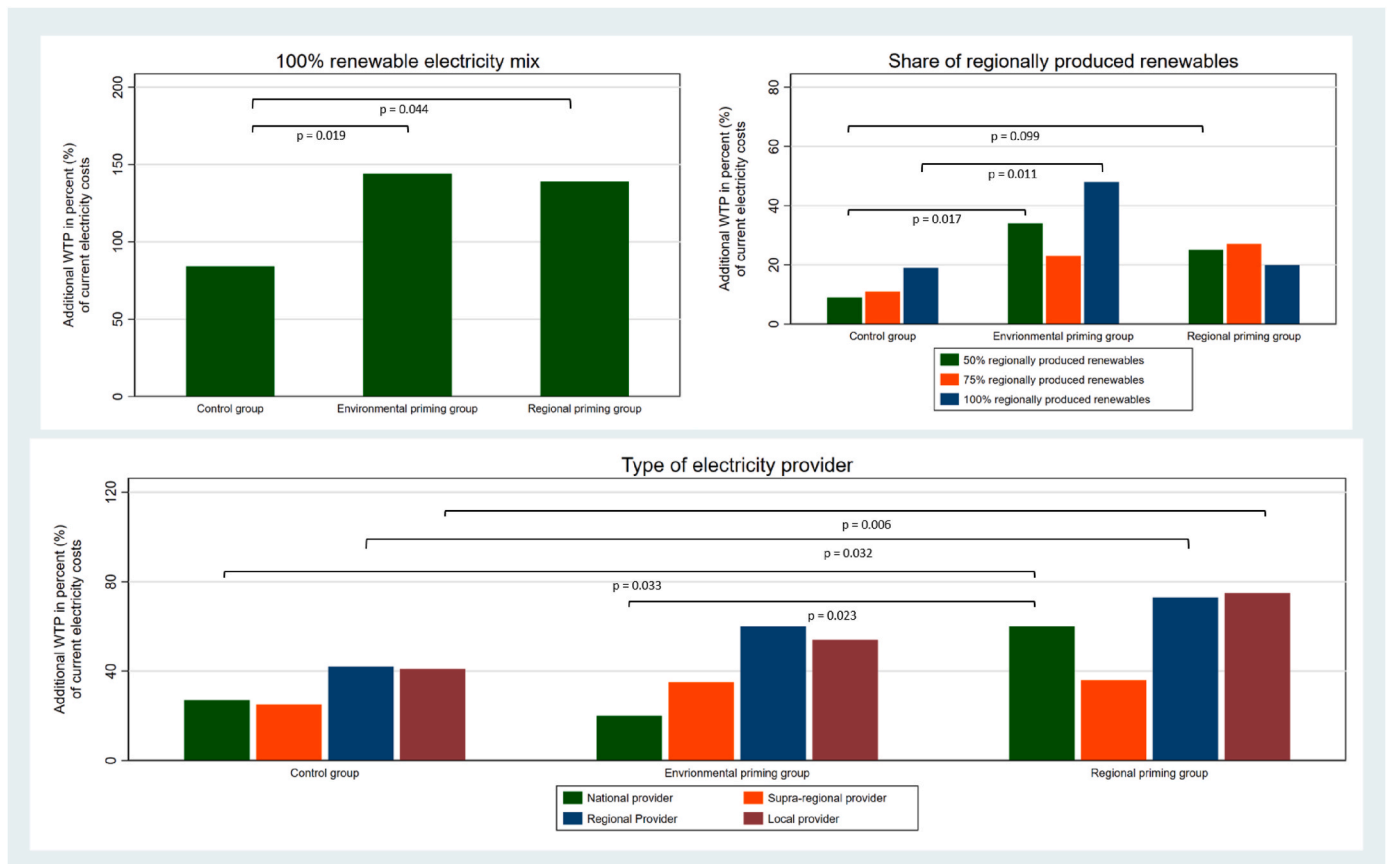 100% renewable electricity mix
Additional WTP in percent (%)
of current electricity costs
200
150
100
50
0
p = 0.044
p = 0.019
Control group
Environmental priming group
Regional priming group
Share of regionally produced renewables
Additional WTP in percent (%)
of current electricity costs
80
60
40
20
0
p = 0.099
p = 0.011
p = 0.017
Control group
Envrionmental priming group
Regional priming group
50% regionally produced renewables
75% regionally produced renewables
100% regionally produced renewables
Type of electricity provider
Additional WTP in percent (%)
of current electricity costs
120
80
40
0
p = 0.006
p = 0.032
p = 0.033
p = 0.023
Control group
Envrionmental priming group
Regional priming group
National provider
Supra-regional provider
Regional Provider
Local provider